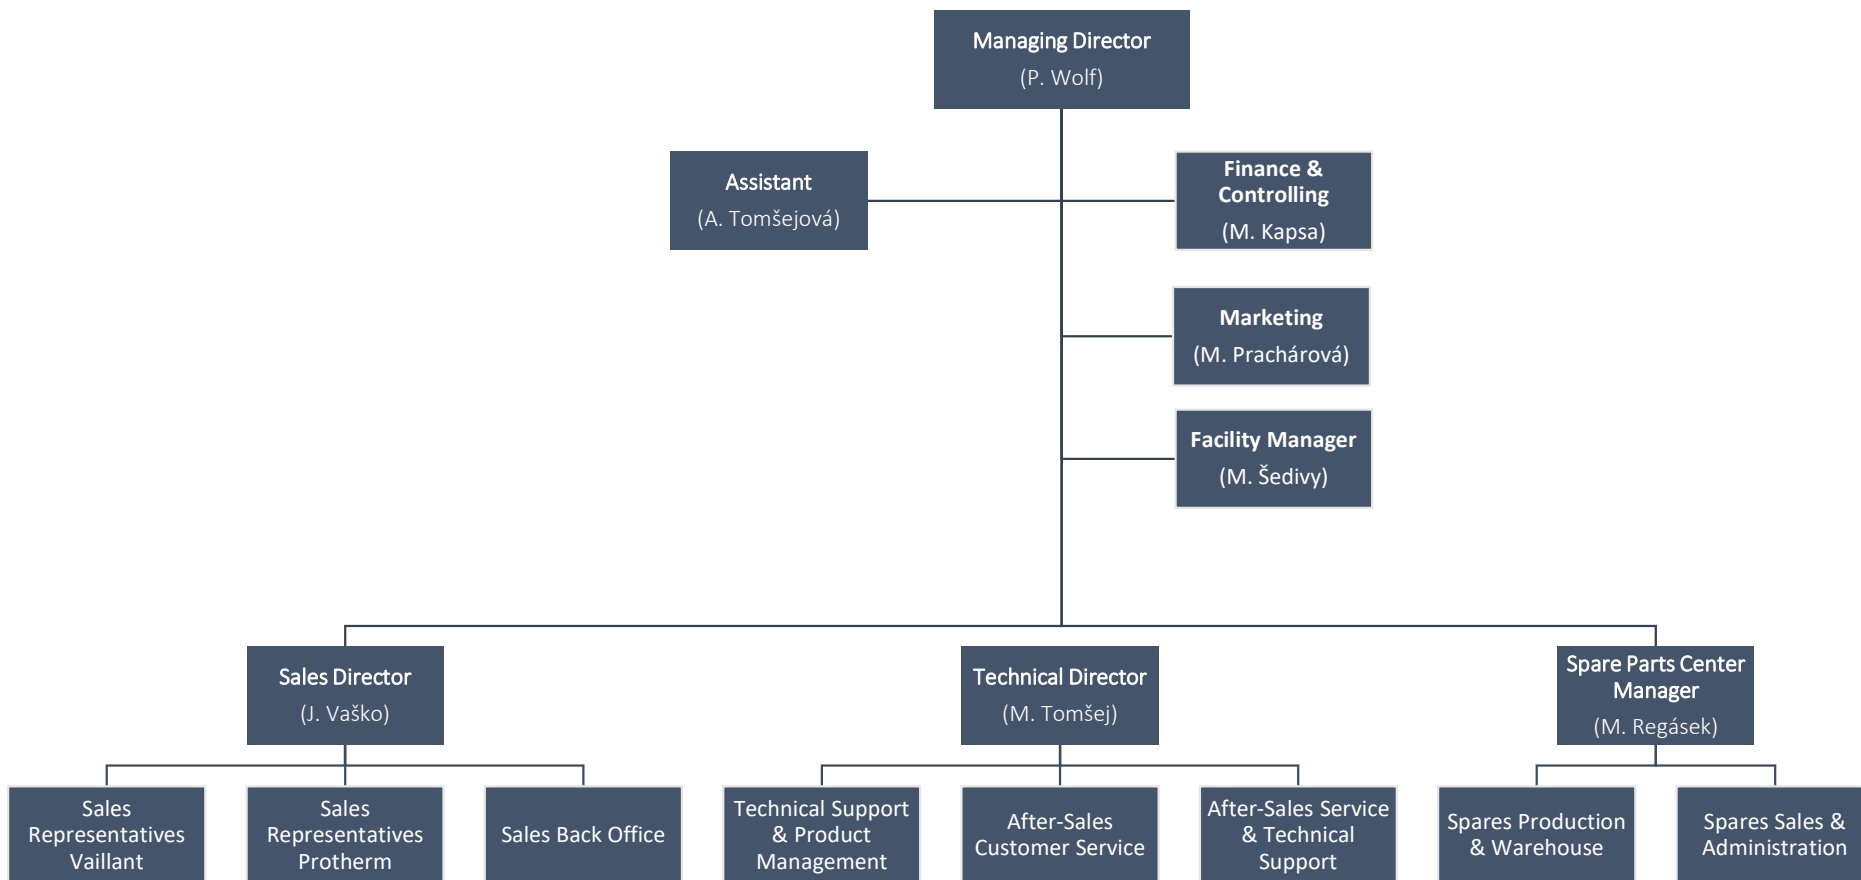 Managing Director
(P. Wolf)
Assistant
(A. Tomšejová)
Finance &
Controlling
(M. Kapsa)
Marketing
(M. Prachárová)
Facility Manager
(M. Šedivy)
Sales Director
(J. Vaško)
Technical Director
(M. Tomšej)
Spare Parts Center
Manager
(M. Regásek)
Sales
Representatives
Vaillant
Sales
Representatives
Protherm
Sales Back Office
Technical Support
& Product
Management
After-Sales
Customer Service
After-Sales Service
& Technical
Support
Spares Production
& Warehouse
Spares Sales &
Administration